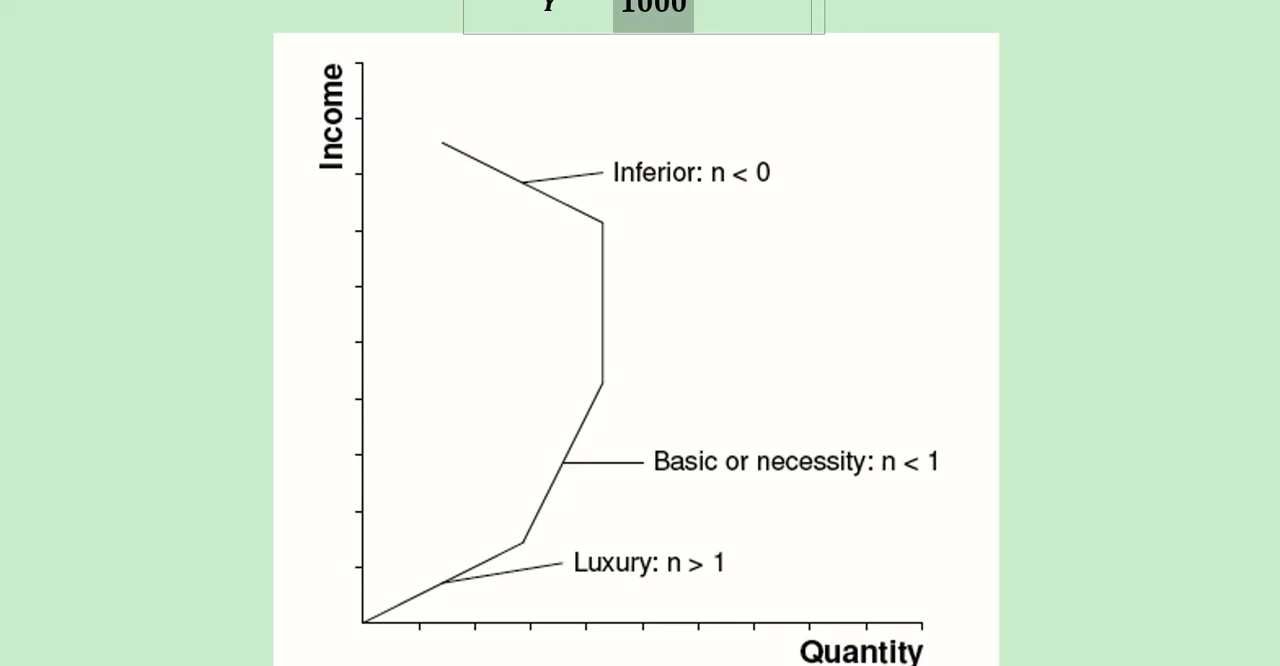 Y 1000
Income
Inferior: n < 0
Basic or necessity: n < 1
Luxury: n > 1
Quantity